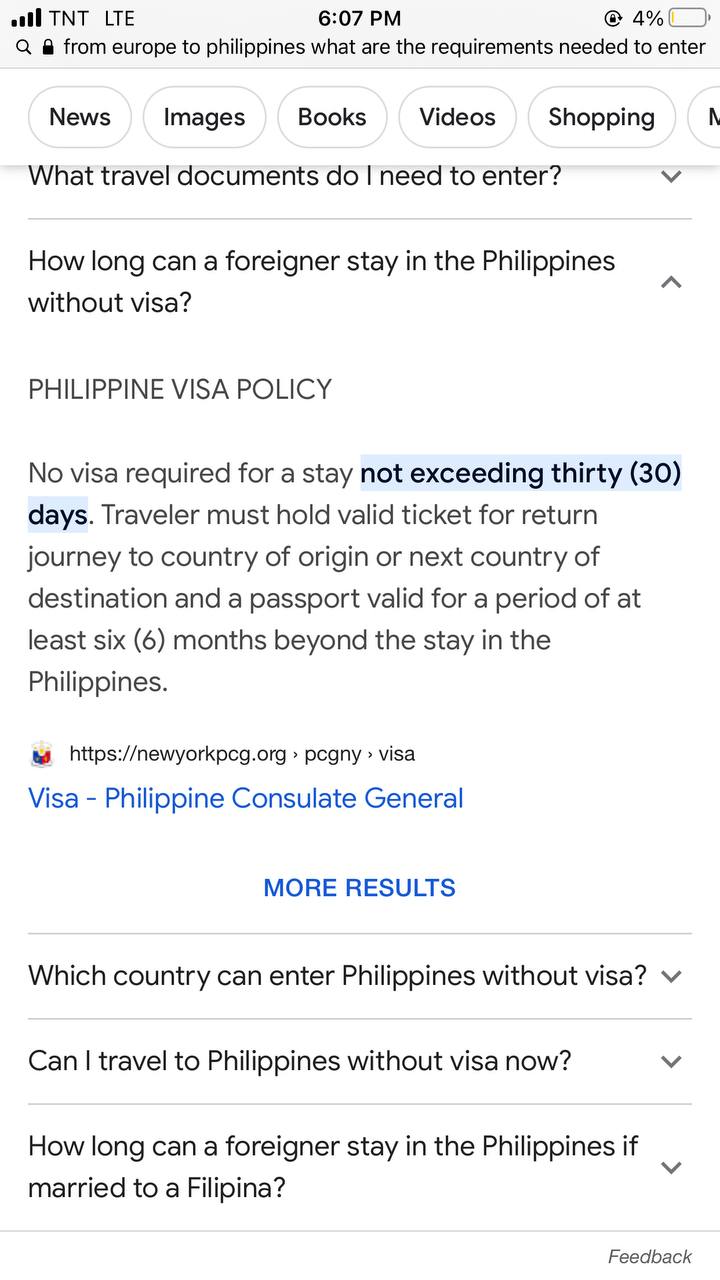 TNT LTE 6:07 PM 4%
from europe to philippines what are the requirements needed to enter
News Images Books Videos Shopping M
What travel documents do I need to enter?
How long can a foreigner stay in the Philippines
without visa?
PHILIPPINE VISA POLICY
No visa required for a stay not exceeding thirty (30)
days. Traveler must hold valid ticket for return
journey to country of origin or next country of
destination and a passport valid for a period of at
least six (6) months beyond the stay in the
Philippines.
https://newyorkpcg.org › pcgny › visa
Visa - Philippine Consulate General
MORE RESULTS
Which country can enter Philippines without visa?
Can I travel to Philippines without visa now?
How long can a foreigner stay in the Philippines if
married to a Filipina?
Feedback